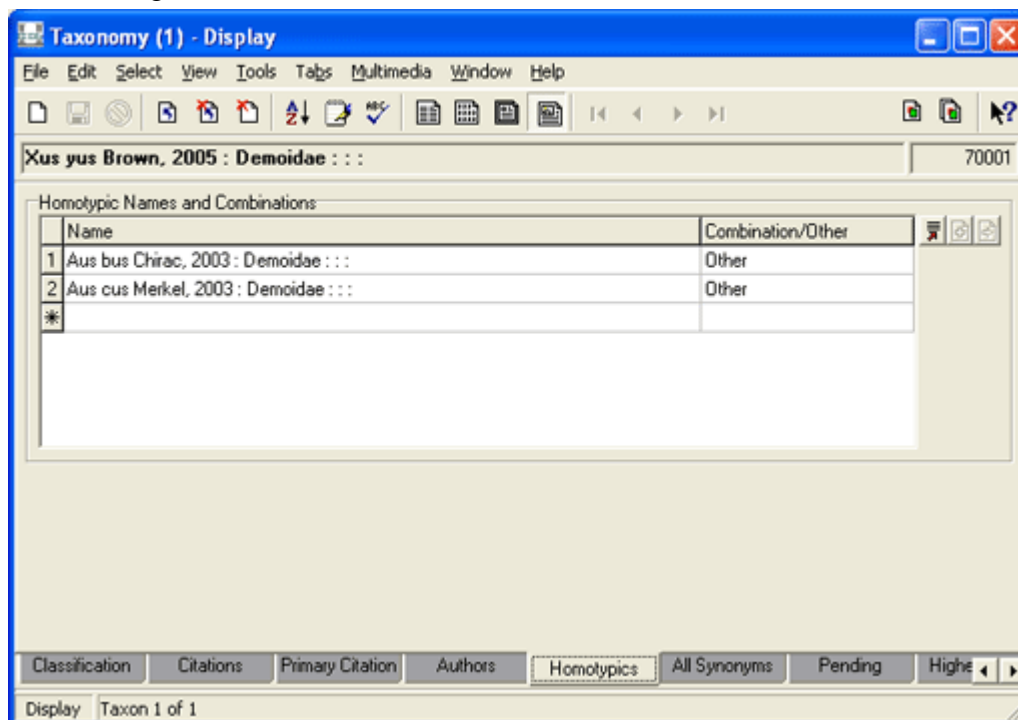 Taxonomy (1) - Display
File Edit Select View Tools Tabs Multimedia Window Help
Xus yus Brown, 2005 : Demoidae : : : 70001
Homotypic Names and Combinations
Name Combination/Other
1 Aus bus Chirac, 2003 : Demoidae : : : Other
2 Aus cus Merkel, 2003 : Demoidae : : : Other
Classification Citations Primary Citation Authors Homotypics All Synonyms Pending Highe
Display Taxon 1 of 1